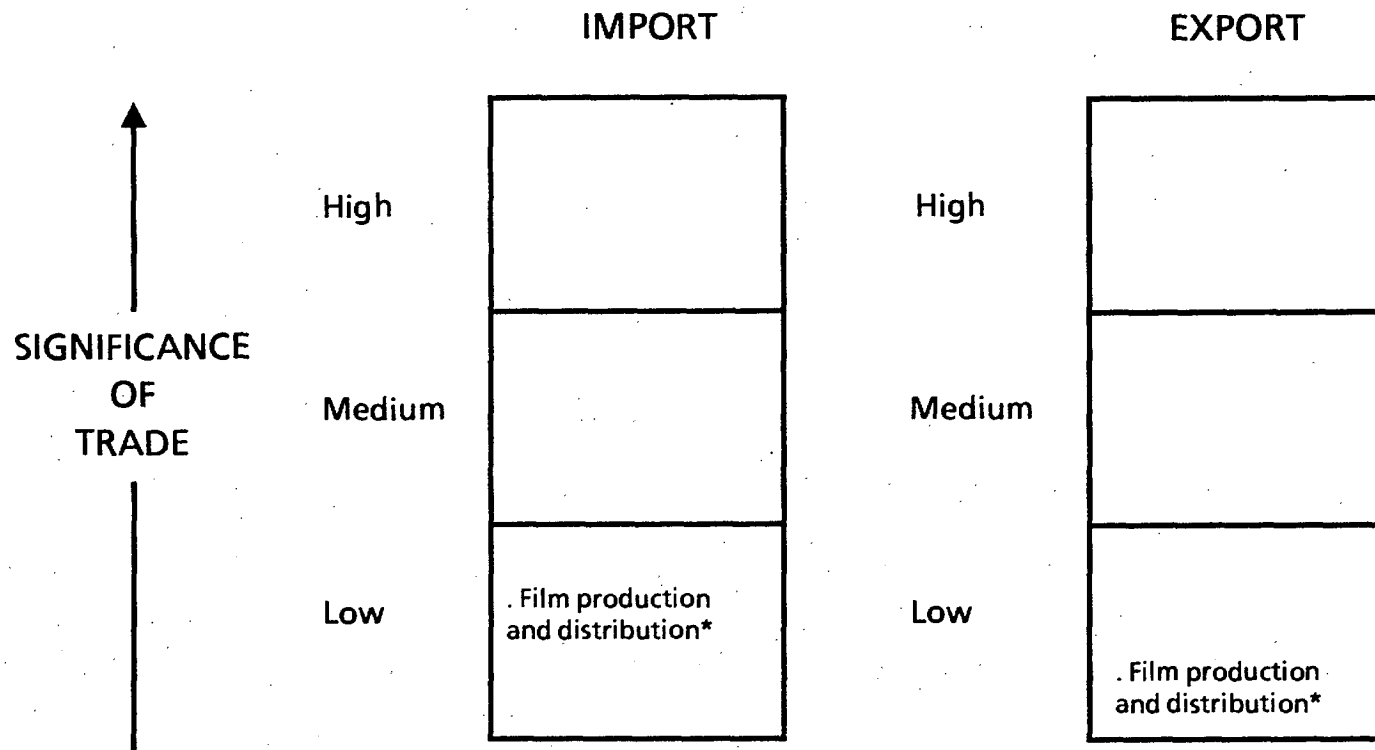 IMPORT
EXPORT
High
High
SIGNIFICANCE
OF
TRADE
Medium
Medium
Low
. Film production
and distribution*
Low
. Film production
and distribution*